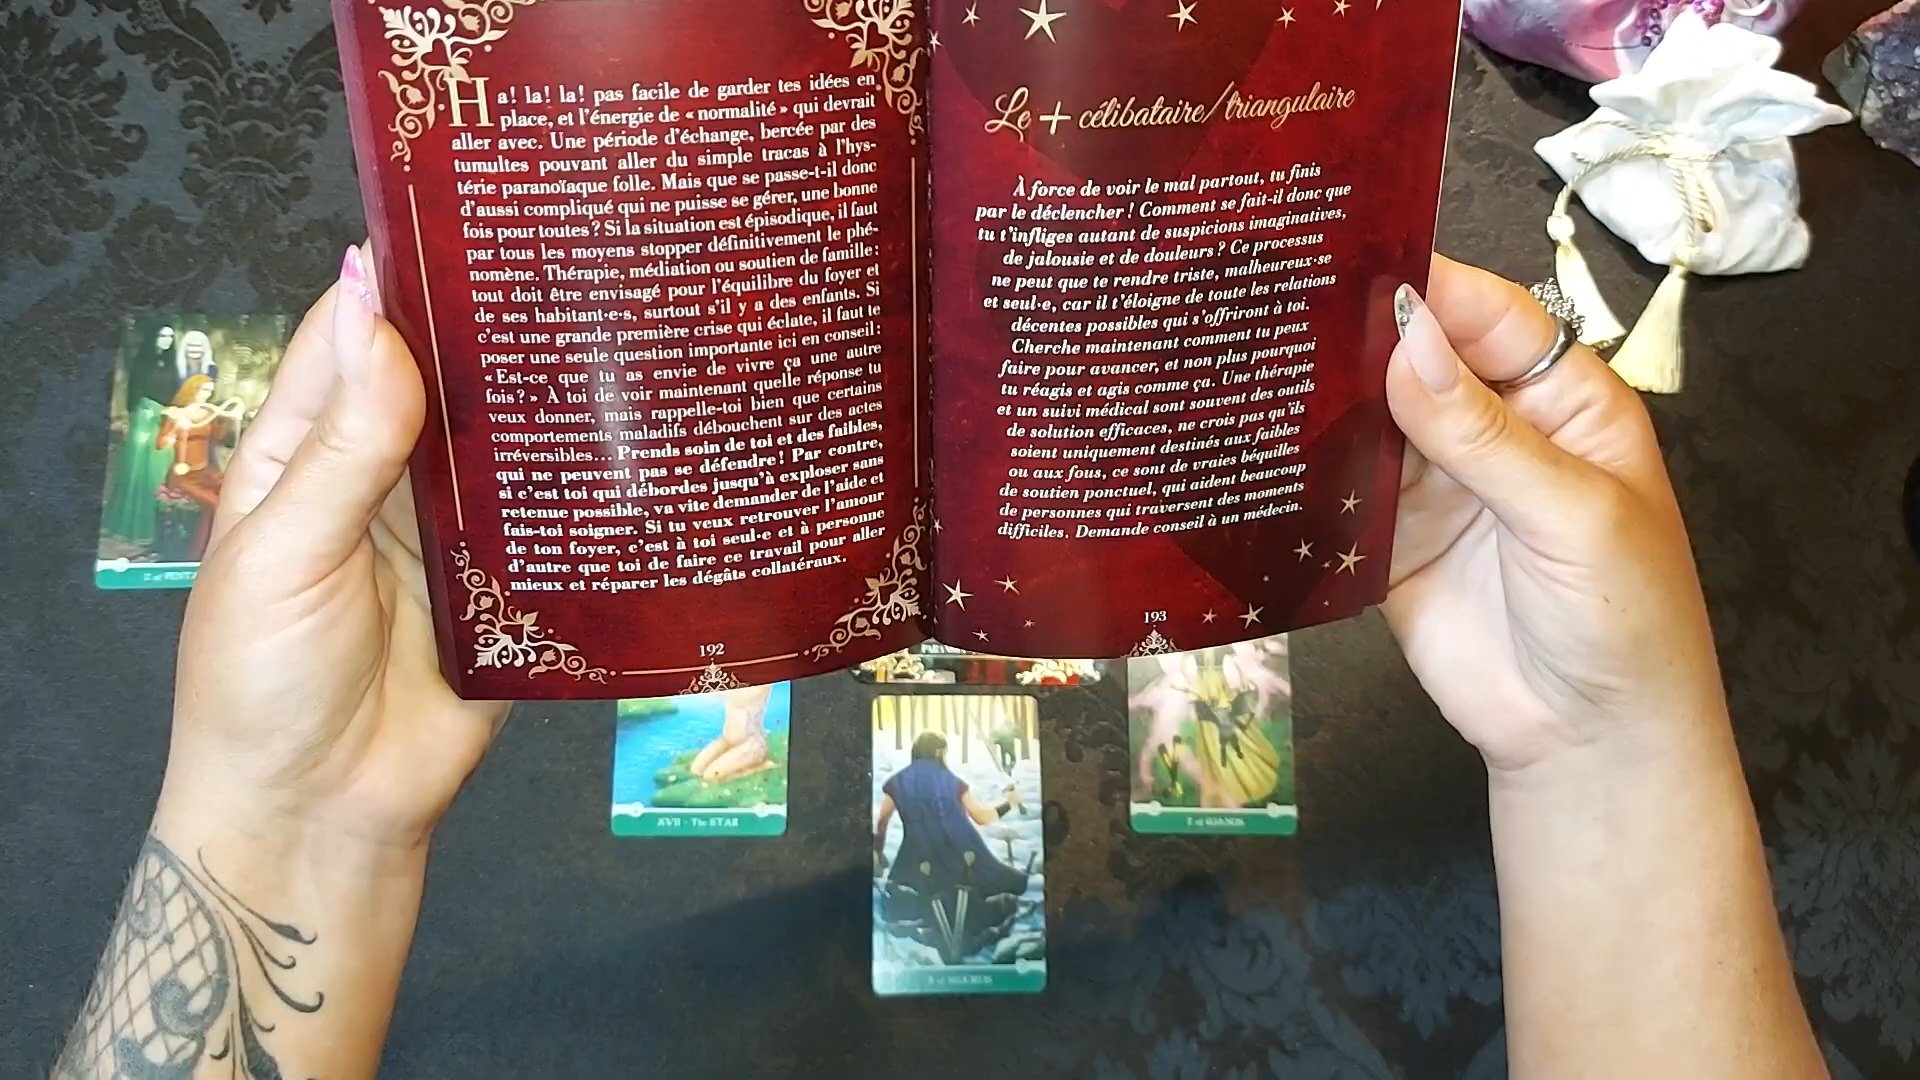 Ha! la! la! pas facile de garder tes idées en
place, et l'énergie de « normalité » qui devrait
aller avec. Une période d'échange, bercée par des
tumultes pouvant aller du simple tracas à l'hys-
térie paranoïaque folle. Mais que se passe-t-il donc
d'aussi compliqué qui ne puisse se gérer, une bonne
fois pour toutes ? Si la situation est épisodique, il faut
par tous les moyens stopper définitivement le phé-
nomène. Thérapie, médiation ou soutien de famille :
tout doit être envisagé pour l'équilibre du foyer et
de ses habitant·e·s, surtout s'il y a des enfants. Si
c'est une grande première crise qui éclate, il faut te
poser une seule question importante ici en conseil :
« Est-ce que tu as envie de vivre ça une autre
fois ? » À toi de voir maintenant quelle réponse tu
veux donner, mais rappelle-toi bien que certains
comportements maladifs débouchent sur des actes
irréversibles... Prends soin de toi et des faibles,
qui ne peuvent pas se défendre ! Par contre,
si c'est toi qui débordes jusqu'à exploser sans
retenue possible, va vite demander de l'aide et
fais-toi soigner. Si tu veux retrouver l'amour
de ton foyer, c'est à toi seul·e et à personne
d'autre que toi de faire ce travail pour aller
mieux et réparer les dégâts collatéraux.
192
Le + célibataire/triangulaire
À force de voir le mal partout, tu finis
par le déclencher ! Comment se fait-il donc que
tu t'infliges autant de suspicions imaginatives,
de jalousie et de douleurs ? Ce processus
ne peut que te rendre triste, malheureux·se
et seul·e, car il t'éloigne de toute les relations
décentes possibles qui s'offriront à toi.
Cherche maintenant comment tu peux
faire pour avancer, et non plus pourquoi
tu réagis et agis comme ça. Une thérapie
et un suivi médical sont souvent des outils
de solution efficaces, ne crois pas qu'ils
soient uniquement destinés aux faibles
ou aux fous, ce sont de vraies béquilles
de soutien ponctuel, qui aident beaucoup
de personnes qui traversent des moments
difficiles. Demande conseil à un médecin.
193
XVII - The STAR
of WANDS